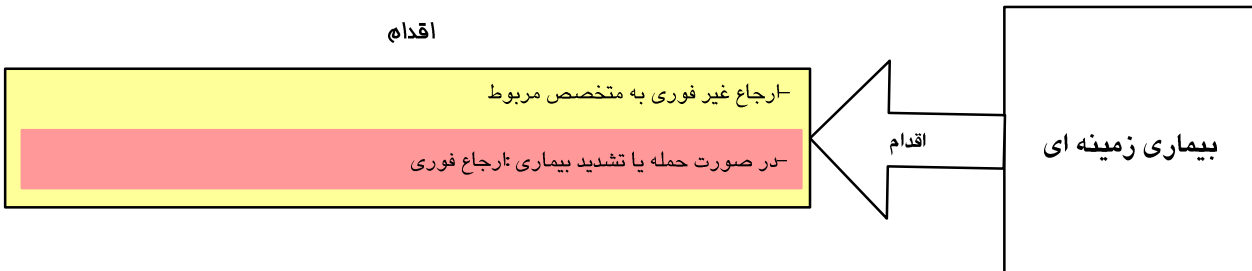 اقدام
-ارجاع غیر فوری به متخصص مربوط
-در صورت حمله یا تشدید بیماری :ارجاع فوری
اقدام
بیماری زمینه ای